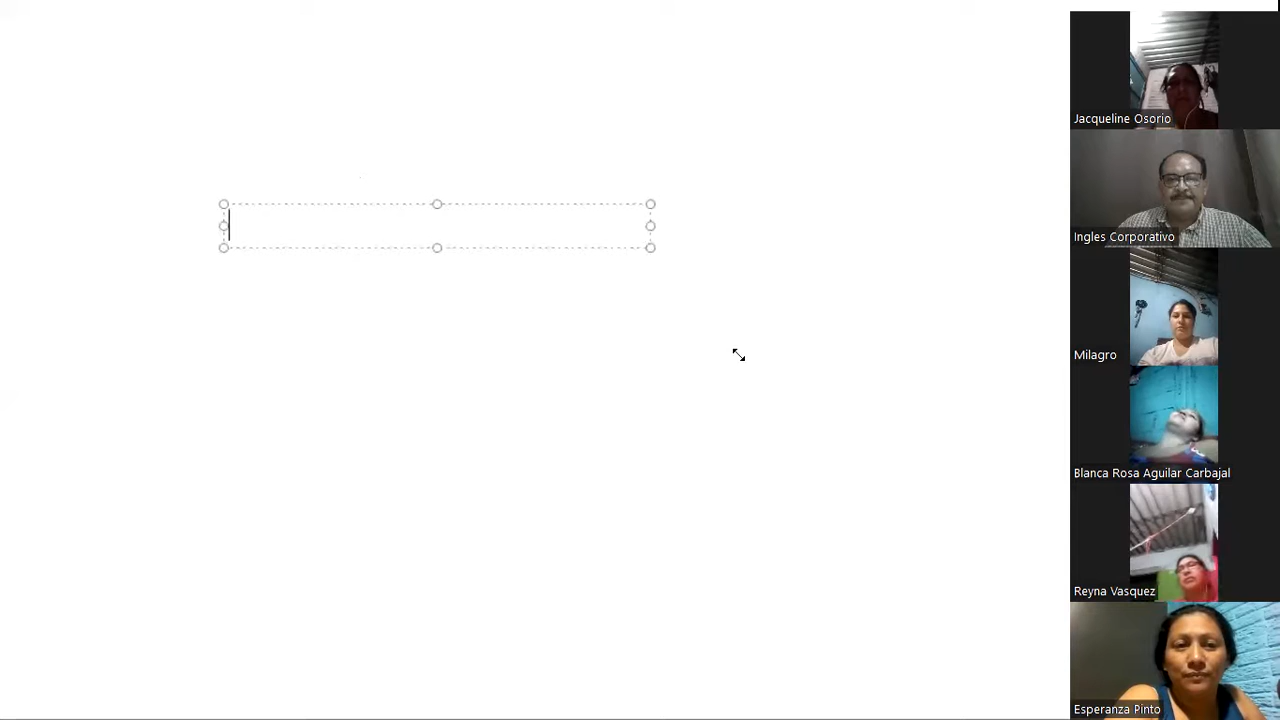 Jacqueline Osorio
Ingles Corporativo
Milagro
Blanca Rosa Aguilar Carbajal
Reyna Vasquez
Esperanza Pinto